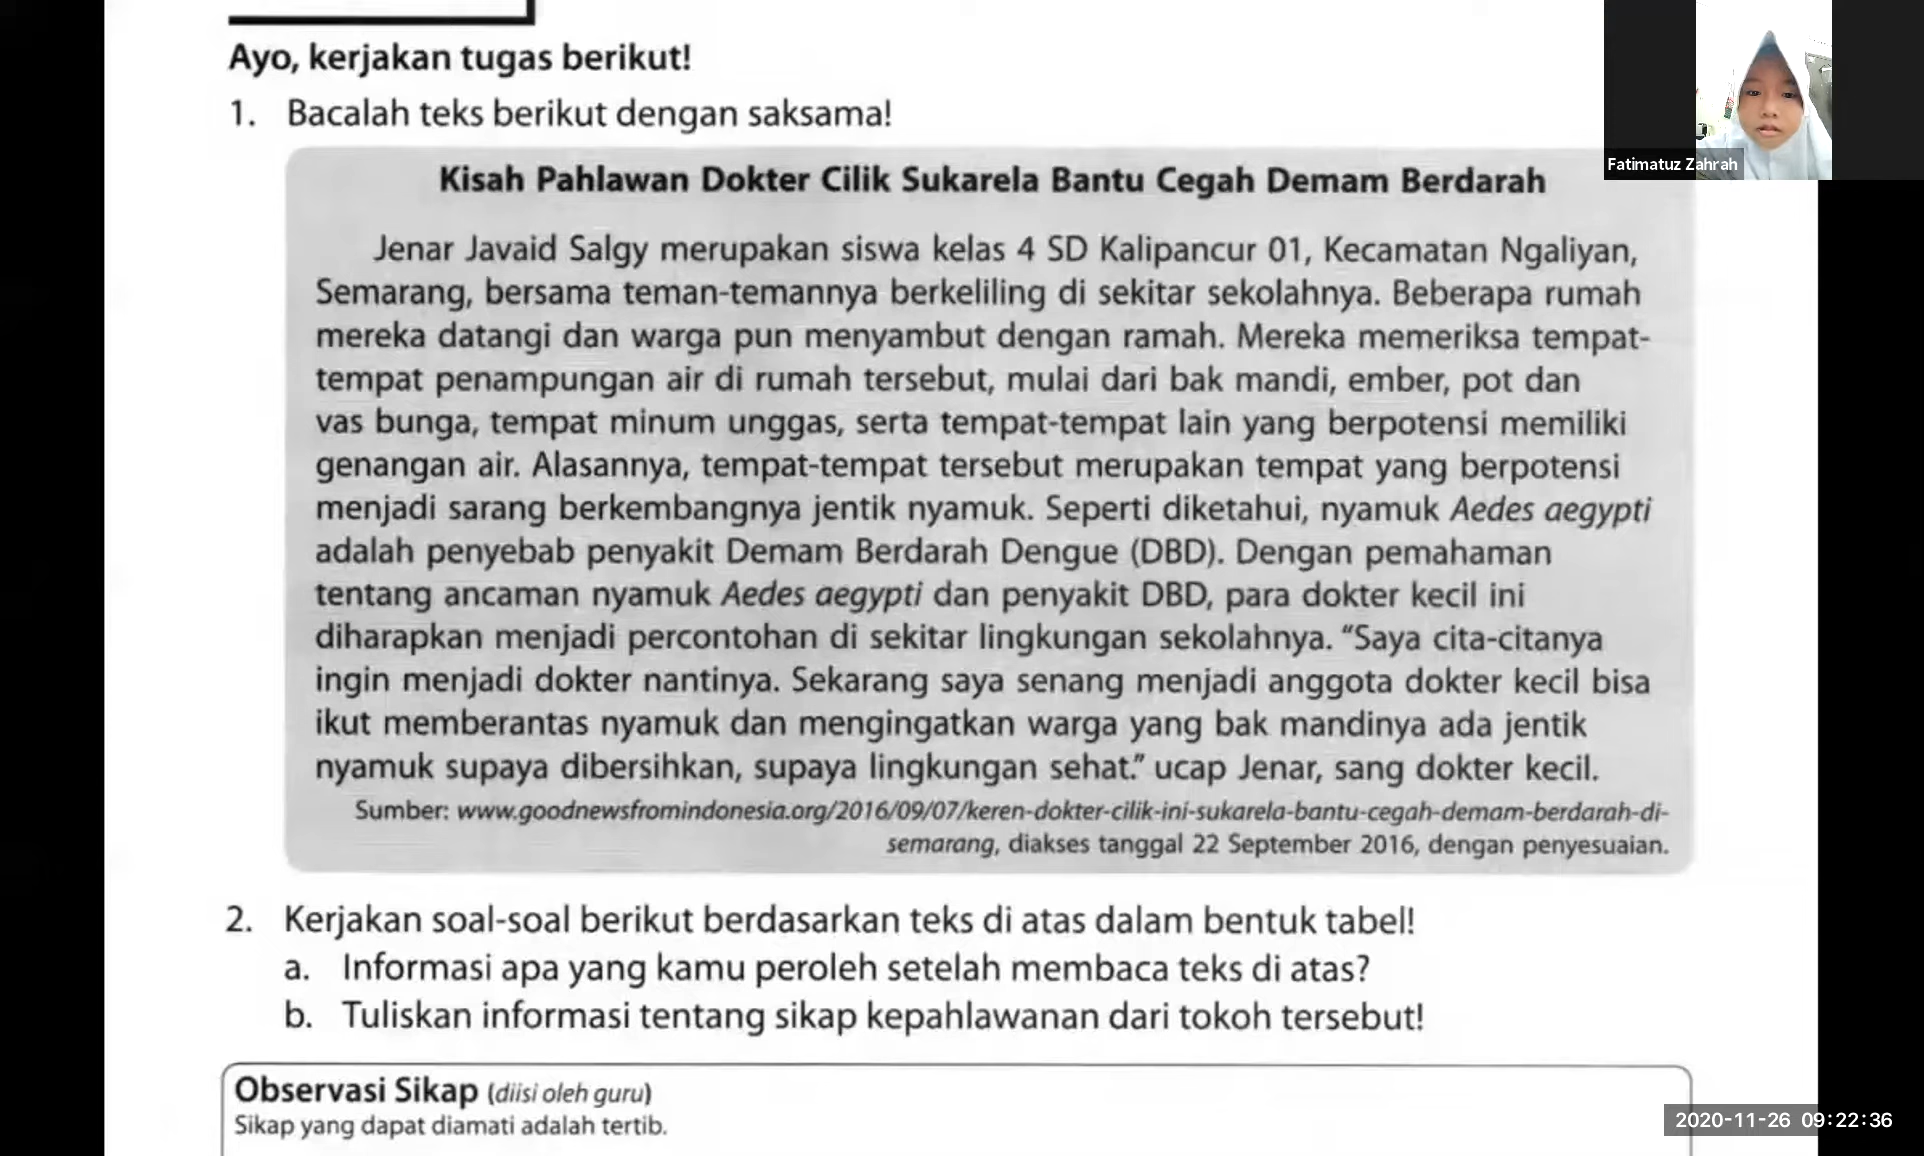 Ayo, kerjakan tugas berikut!
1. Bacalah teks berikut dengan saksama!
Fatimatuz Zahrah
Kisah Pahlawan Dokter Cilik Sukarela Bantu Cegah Demam Berdarah
Jenar Javaid Salgy merupakan siswa kelas 4 SD Kalipancur 01, Kecamatan Ngaliyan,
Semarang, bersama teman-temannya berkeliling di sekitar sekolahnya. Beberapa rumah
mereka datangi dan warga pun menyambut dengan ramah. Mereka memeriksa tempat-
tempat penampungan air di rumah tersebut, mulai dari bak mandi, ember, pot dan
vas bunga, tempat minum unggas, serta tempat-tempat lain yang berpotensi memiliki
genangan air. Alasannya, tempat-tempat tersebut merupakan tempat yang berpotensi
menjadi sarang berkembangnya jentik nyamuk. Seperti diketahui, nyamuk Aedes aegypti
adalah penyebab penyakit Demam Berdarah Dengue (DBD). Dengan pemahaman
tentang ancaman nyamuk Aedes aegypti dan penyakit DBD, para dokter kecil ini
diharapkan menjadi percontohan di sekitar lingkungan sekolahnya. “Saya cita-citanya
ingin menjadi dokter nantinya. Sekarang saya senang menjadi anggota dokter kecil bisa
ikut memberantas nyamuk dan mengingatkan warga yang bak mandinya ada jentik
nyamuk supaya dibersihkan, supaya lingkungan sehat.” ucap Jenar, sang dokter kecil.
Sumber: www.goodnewsfromindonesia.org/2016/09/07/keren-dokter-cilik-ini-sukarela-bantu-cegah-demam-berdarah-di-
semarang, diakses tanggal 22 September 2016, dengan penyesuaian.
2. Kerjakan soal-soal berikut berdasarkan teks di atas dalam bentuk tabel!
a. Informasi apa yang kamu peroleh setelah membaca teks di atas?
b. Tuliskan informasi tentang sikap kepahlawanan dari tokoh tersebut!
Observasi Sikap (diisi oleh guru)
Sikap yang dapat diamati adalah tertib.
2020-11-26 09:22:36